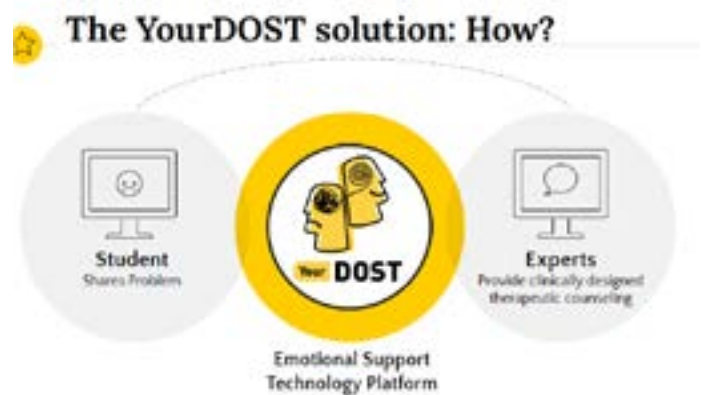 The YourDOST solution: How?
Student
Shares Problem
Your DOST
Experts
Provide clinically designed
therapeutic counseling
Emotional Support
Technology Platform